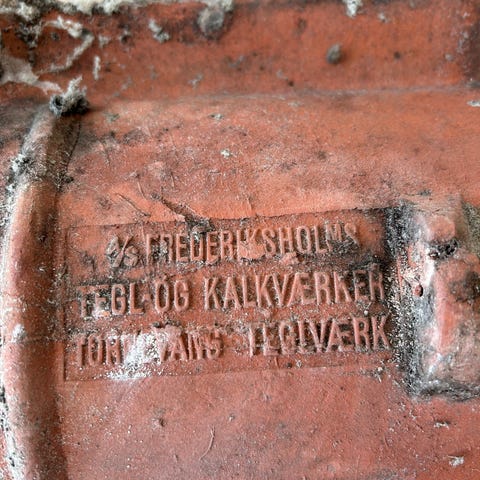 A/S FREDERIKSHOLMS
TEGL-OG KALKVÆRKER
TEGLVÆRK